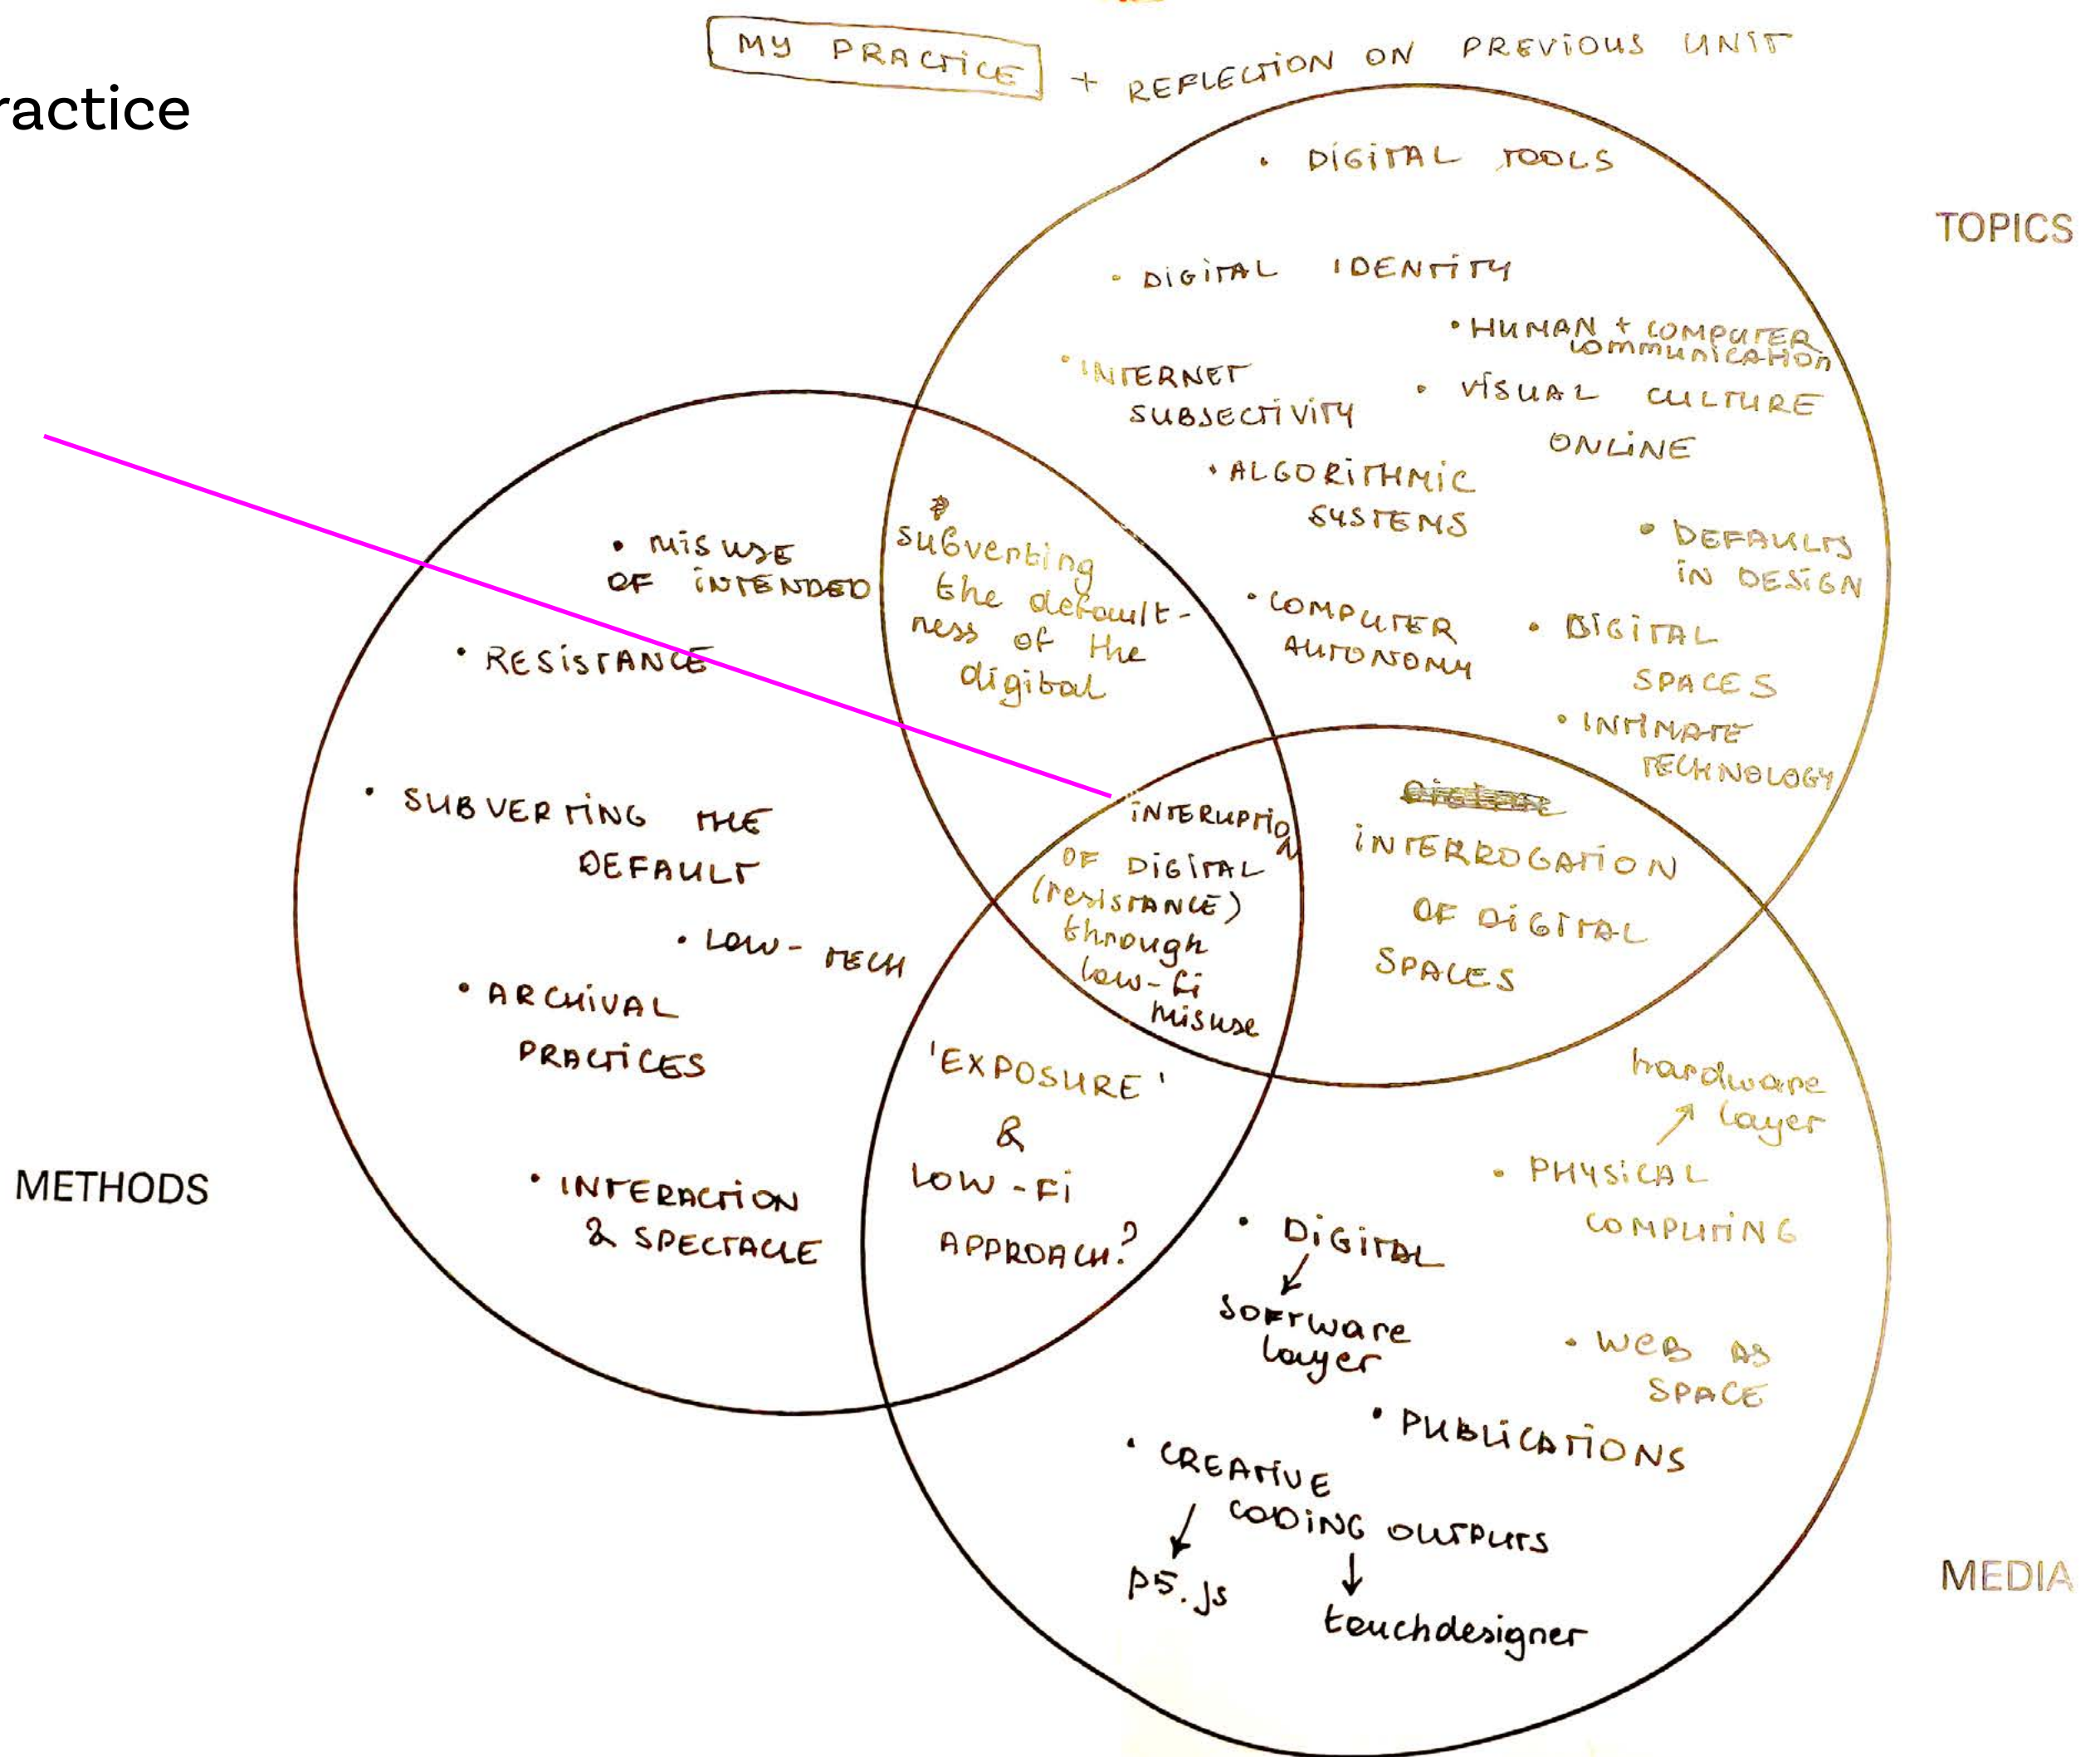 ractice
MY PRACTICE + REFLECTION ON PREVIOUS UNIT
TOPICS
• DIGITAL TOOLS
• DIGITAL IDENTITY
• HUMAN + COMPUTER
COMMUNICATION
• INTERNET
SUBJECTIVITY
• VISUAL CULTURE
ONLINE
• ALGORITHMIC
SYSTEMS
• DEFAULTS
IN DESIGN
• COMPUTER
AUTONOMY
• DIGITAL
SPACES
• INTIMATE
TECHNOLOGY
subverting
the default-
ness of the
digital
• MISUSE
OF INTENDED
• RESISTANCE
• SUBVERTING THE
DEFAULT
• LOW-TECH
• ARCHIVAL
PRACTICES
• INTERACTION
& SPECTACLE
METHODS
INTERUPTION
OF DIGITAL
(resISTANCE)
through
low-fi
misuse
INTERROGATION
OF DIGITAL
SPACES
'EXPOSURE'
&
LOW-Fi
APPROACH?
hardware
layer
• PHYSICAL
COMPUTING
• DIGITAL
SOFTware
layer
• WEB AS
SPACE
• PUBLICATIONS
• CREATIVE
CODING OUTPUTS
p5.js
touchdesigner
MEDIA